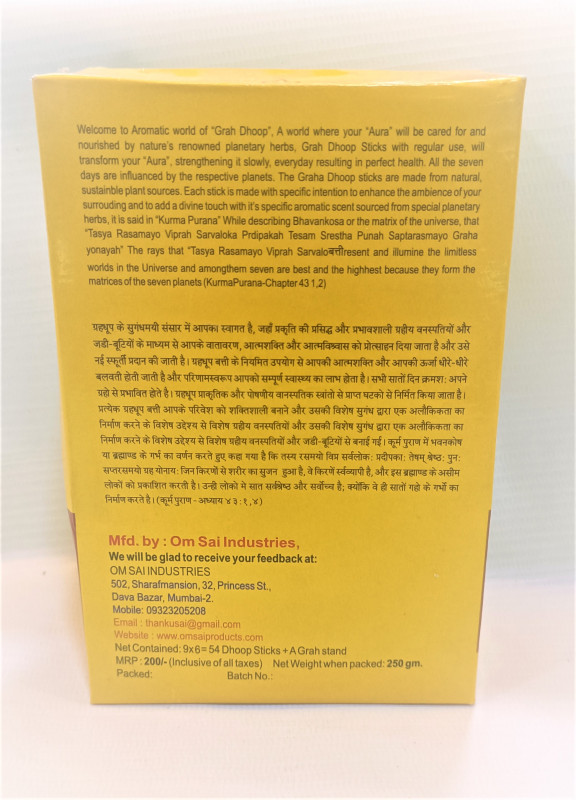 Welcome to Aromatic world of "Grah Dhoop", A world where your "Aura" will be cared for and
nourished by nature's renowned planetary herbs, Grah Dhoop Sticks with regular use, will
transform your "Aura", strengthening it slowly, everyday resulting in perfect health. All the seven
days are influanced by the respective planets. The Graha Dhoop sticks are made from natural,
sustainble plant sources. Each stick is made with specific intention to enhance the ambience of your
surrouding and to add a divine touch with it's specific aromatic scent sourced from special planetary
herbs, it is said in "Kurma Purana" While describing Bhavankosa or the matrix of the universe, that
"Tasya Rasamayo Viprah Sarvaloka Prdipakah Tesam Srestha Punah Saptarasmayo Graha
yonayah" The rays that "Tasya Rasamayo Viprah Sarvaloबत्तीresent and illumine the limitless
worlds in the Universe and amongthem seven are best and the highhest because they form the
matrices of the seven planets (KurmaPurana-Chapter 43 1,2)
ग्रहधूप के सुगंधमयी संसार में आपका स्वागत है, जहाँ प्रकृति की प्रसिद्ध और प्रभावशाली ग्रहीय वनस्पतियों और
जडी-बूटियों के माध्यम से आपके वातावरण, आत्मशक्ति और आत्मविश्वास को प्रोत्साहन दिया जाता है और उसे
नई स्फूर्ती प्रदान की जाती है। ग्रहधूप बत्ती के नियमित उपयोग से आपकी आत्मशक्ति और आपकी ऊर्जा धीरे-धीरे
बलवती होती जाती है और परिणामस्वरूप आपको सम्पूर्ण स्वास्थ्य का लाभ होता है। सभी सातों दिन क्रमशः अपने
ग्रहो से प्रभावित होते है। ग्रहधूप प्राकृतिक और पोषणीय वानस्पतिक स्वांतो से प्राप्त घटको से निर्मित किया जाता है।
प्रत्येक ग्रहधूप बत्ती आपके परिवेश को शक्तिशाली बनाने और उसकी विशेष सुगंध द्वारा एक अलौकिकता का
निर्माण करने के विशेष उद्देश्य से विशेष ग्रहीय वनस्पतियों और उसकी विशेष सुगंध द्वारा एक अलौकिकता का
निर्माण करने के विशेष उद्देश्य से विशेष ग्रहीय वनस्पतियों और जडी-बूटियों से बनाई गई। कूर्म पुराण में भवनकोष
या ब्रह्माण्ड के गर्भ का वर्णन करते हुए कहा गया है कि तस्य रसमयो विप्र सर्वलोकः प्रदीपकाः तेषम् श्रेष्ठः पुनः
सप्तरसमयो ग्रह योनायः जिन किरणों से शरीर का सुजन हुआ है, वे किरणें सर्वव्यापी है, और इस ब्रह्माण्ड के असीम
लोकों को प्रकाशित करती है। उन्ही लोको मे सात सर्वश्रेष्ठ और सर्वोच्च है; क्योंकि वे ही सातों गहो के गर्भो का
निर्माण करते है। (कूर्म पुराण - अध्याय ४३ : १,४)
Mfd. by : Om Sai Industries,
We will be glad to receive your feedback at:
OM SAI INDUSTRIES
502, Sharafmansion, 32, Princess St.,
Dava Bazar, Mumbai-2.
Mobile: 09323205208
Email : thankusai@gmail.com
Website : www.omsaiproducts.com
Net Contained: 9x6=54 Dhoop Sticks + A Grah stand
MRP : 200/- (Inclusive of all taxes) Net Weight when packed: 250 gm.
Packed: Batch No.: